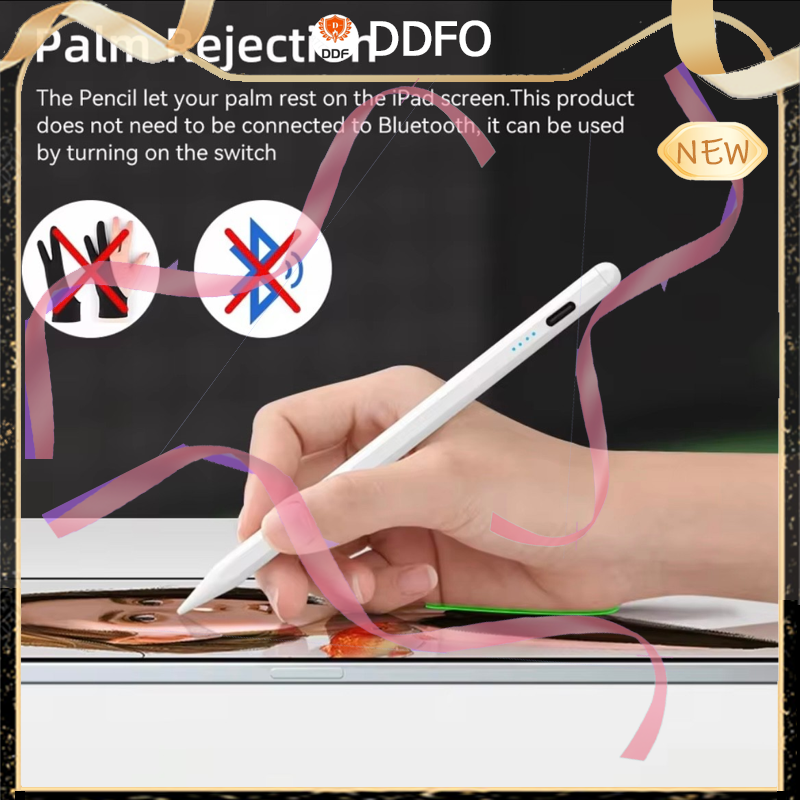 Palm Rejection
DDF
DDFO
The Pencil let your palm rest on the iPad screen.This product
does not need to be connected to Bluetooth, it can be used
by turning on the switch
NEW